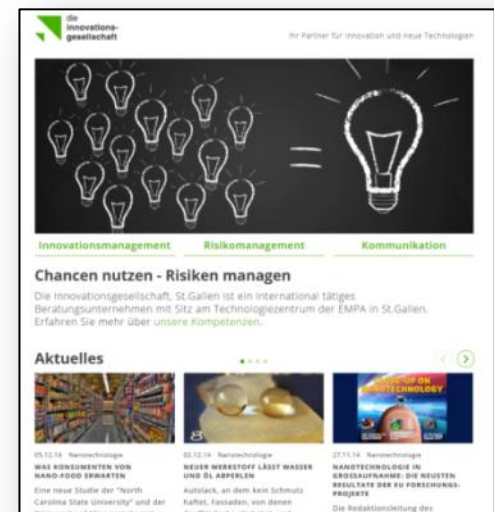 die
innovations-
gesellschaft
Ihr Partner für Innovation und neue Technologien
Innovationsmanagement
Risikomanagement
Kommunikation
Chancen nutzen - Risiken managen
Die Innovationsgesellschaft, St.Gallen ist ein international tätiges
Beratungsunternehmen mit Sitz am Technologiezentrum der EMPA in St.Gallen.
Erfahren Sie mehr über unsere Kompetenzen.
Aktuelles
05.12.14 Nanotechnologie
WAS KONSUMENTEN VON
NANO-FOOD ERWARTEN
Eine neue Studie der "North
Carolina State University" und der
02.12.14 Nanotechnologie
NEUER WERKSTOFF LÄSST WASSER
UND ÖL ABPERLEN
Autolack, an dem kein Schmutz
haftet, Fassaden, von denen
CLOSE-UP ON
NANOTECHNOLOGY
27.11.14 Nanotechnologie
NANOTECHNOLOGIE IN
GROSSAUFNAHME: DIE NEUSTEN
RESULTATE DER EU FORSCHUNGS-
PROJEKTE
Die Redaktionsleitung des